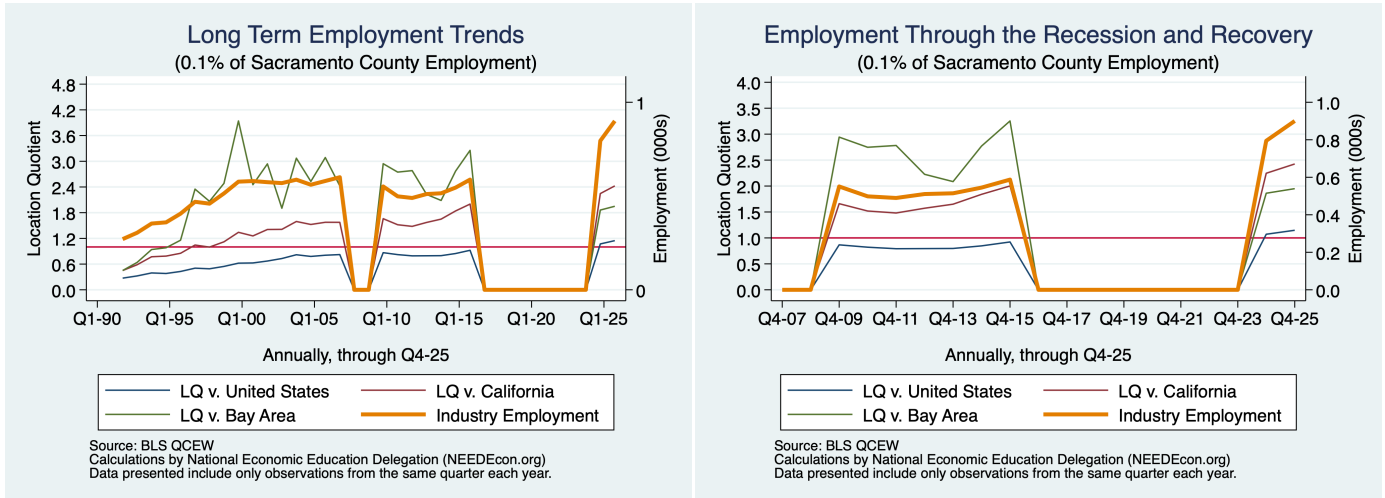 Long Term Employment Trends
(0.1% of Sacramento County Employment)
Location Quotient
4.8
4.2
3.6
3.0
2.4
1.8
1.2
0.6
0.0
1
0
Employment (000s)
Q1-90 Q1-95 Q1-00 Q1-05 Q1-10 Q1-15 Q1-20 Q1-25
Annually, through Q4-25
LQ v. United States LQ v. California
LQ v. Bay Area Industry Employment
Source: BLS QCEW
Calculations by National Economic Education Delegation (NEEDEcon.org)
Data presented include only observations from the same quarter each year.
Employment Through the Recession and Recovery
(0.1% of Sacramento County Employment)
Location Quotient
4.0
3.5
3.0
2.5
2.0
1.5
1.0
0.5
0.0
1.0
0.8
0.6
0.4
0.2
0.0
Employment (000s)
Q4-07 Q4-09 Q4-11 Q4-13 Q4-15 Q4-17 Q4-19 Q4-21 Q4-23 Q4-25
Annually, through Q4-25
LQ v. United States LQ v. California
LQ v. Bay Area Industry Employment
Source: BLS QCEW
Calculations by National Economic Education Delegation (NEEDEcon.org)
Data presented include only observations from the same quarter each year.